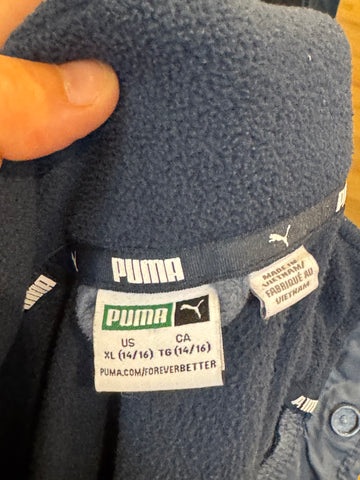 PUMA
MADE IN
VIETNAM/
FABRIQUÉ AU
VIETNAM
PUMA
US CA
XL (14/16) TG (14/16)
PUMA.COM/FOREVERBETTER